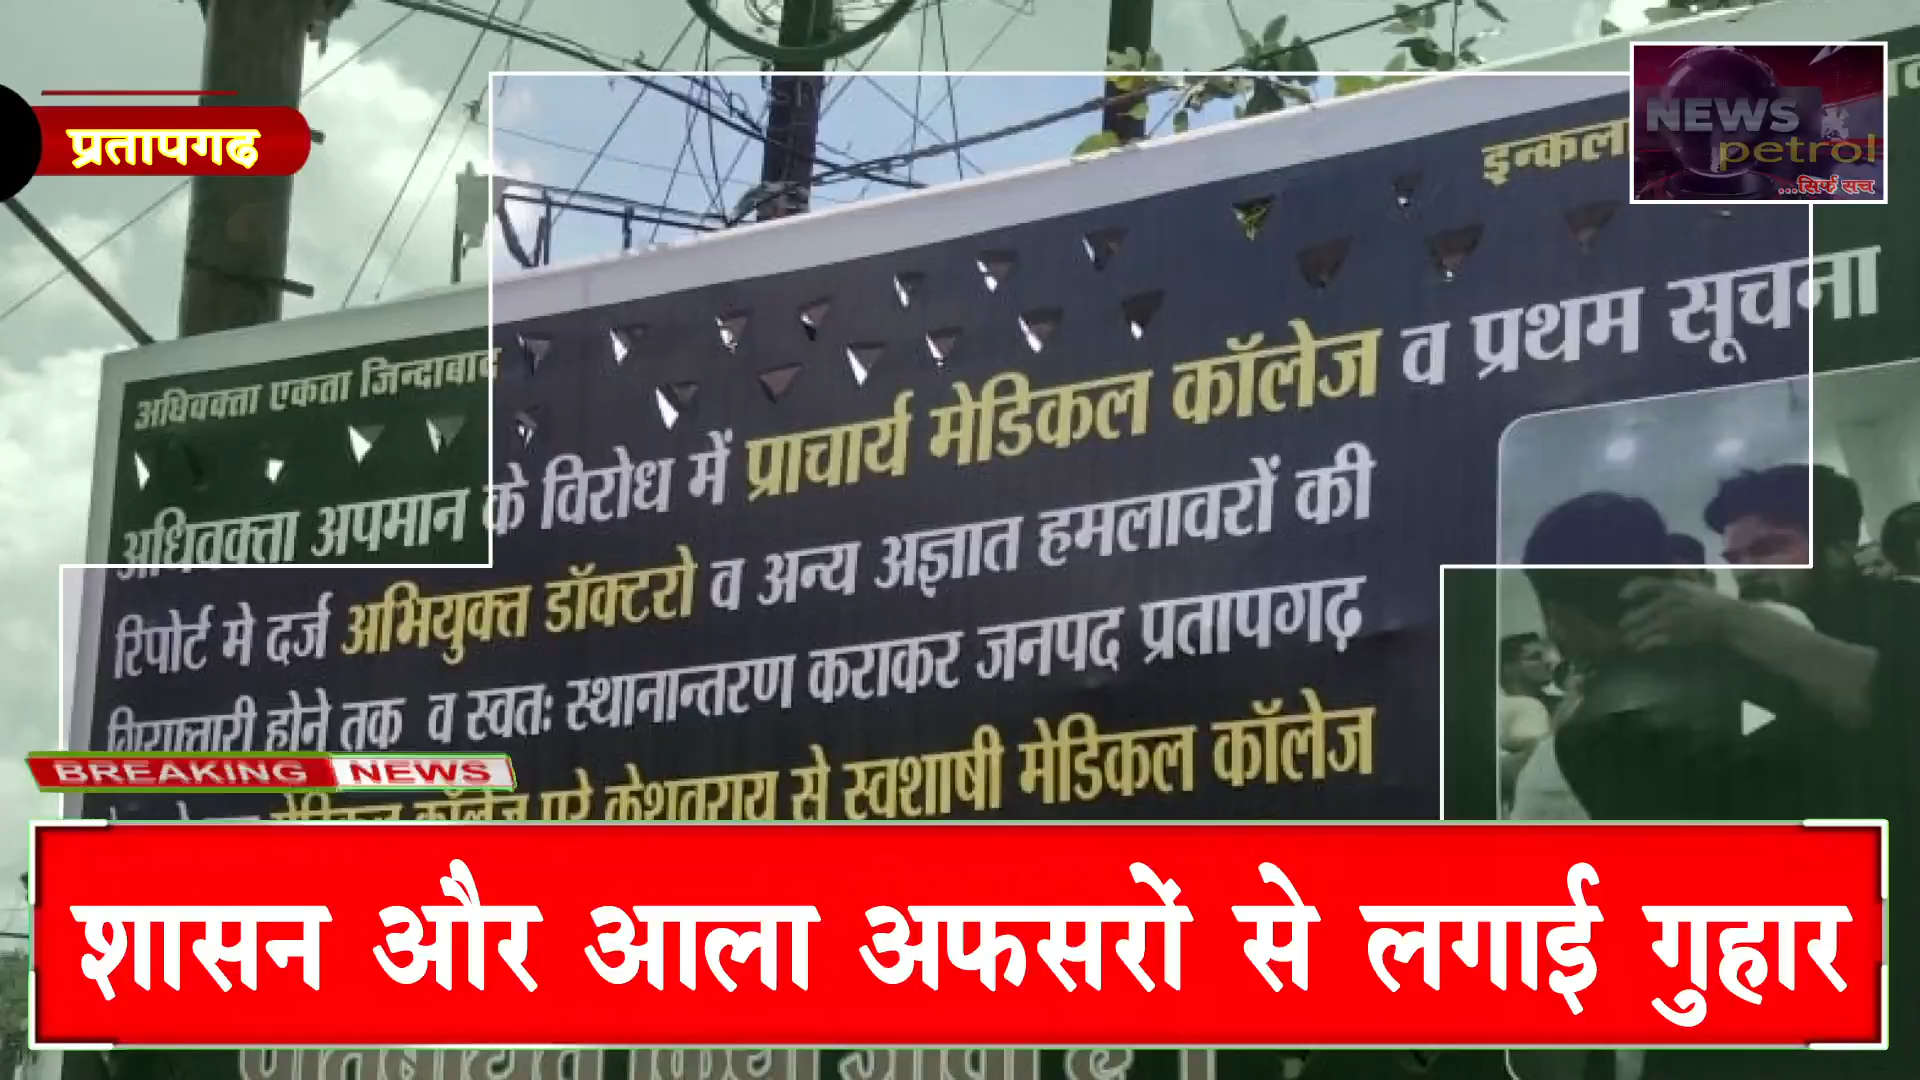 प्रतापगढ
NEWS
petrol
...सिर्फ सच
अधिवक्ता एकता जिन्दाबाद
अधिवक्ता अपमान के विरोध में प्राचार्य मेडिकल कॉलेज व प्रथम सूचना
रिपोर्ट मे दर्ज अभियुक्त डॉक्टरो व अन्य अज्ञात हमलावरों की
गिरफ्तारी होने तक व स्वतः स्थानान्तरण कराकर जनपद प्रतापगढ़
मेडिकल कॉलेज पूरे केशवराय से स्वशाषी मेडिकल कॉलेज
BREAKING NEWS
शासन और आला अफसरों से लगाई गुहार